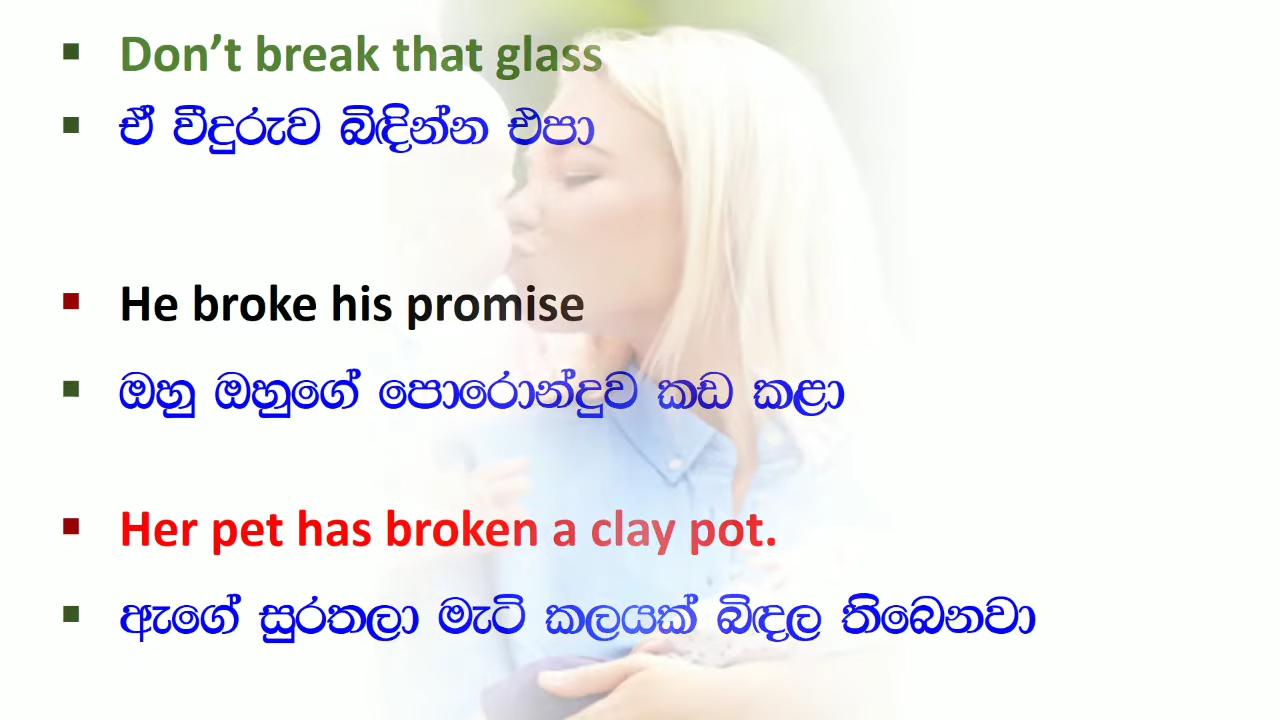 Don’t break that glass
ඒ වීදුරුව බිඳින්න එපා
He broke his promise
ඔහු ඔහුගේ පොරොන්දුව කඩ කළා
Her pet has broken a clay pot.
ඇගේ සුරතලා මැටි කලයක් බිඳල තිබෙනවා